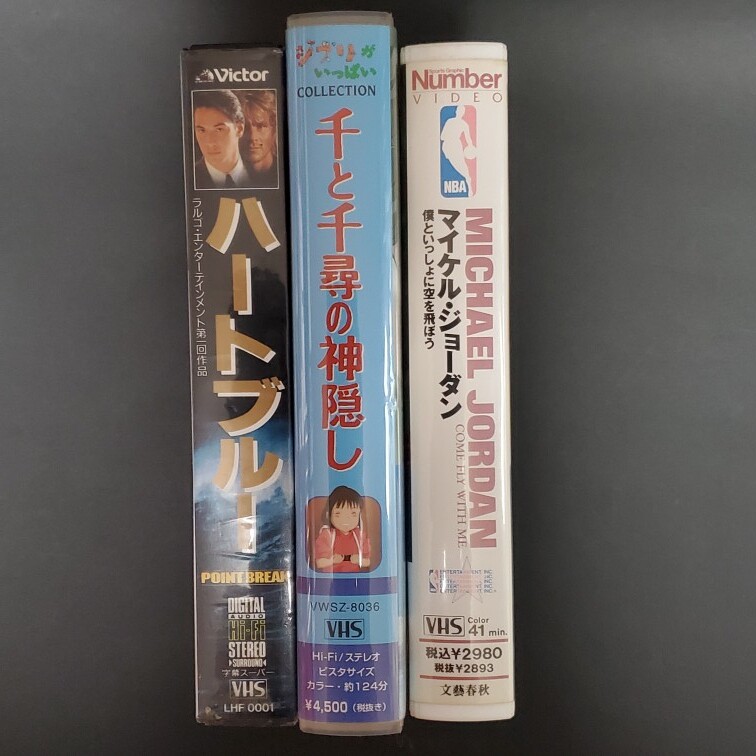 Victor
ハートブルー
ラルゴ・エンターテインメント第一回作品
POINT BREAK
DIGITAL
AUDIO
Hi-Fi
STEREO
SURROUND
字幕スーパー
VHS
LHF 0001
ジブリが
いっぱい
COLLECTION
千と千尋の神隠し
VWSZ-8036
VHS
Hi-Fi/ステレオ
ビスタサイズ
カラー・約124分
¥4,500（税抜き）
Sports Graphic
Number
VIDEO
NBA
MICHAEL JORDAN
COME FLY WITH ME
マイケル・ジョーダン
僕といっしょに空を飛ぼう
VHS Color 41 min.
税込¥2980
税抜¥2893
文藝春秋